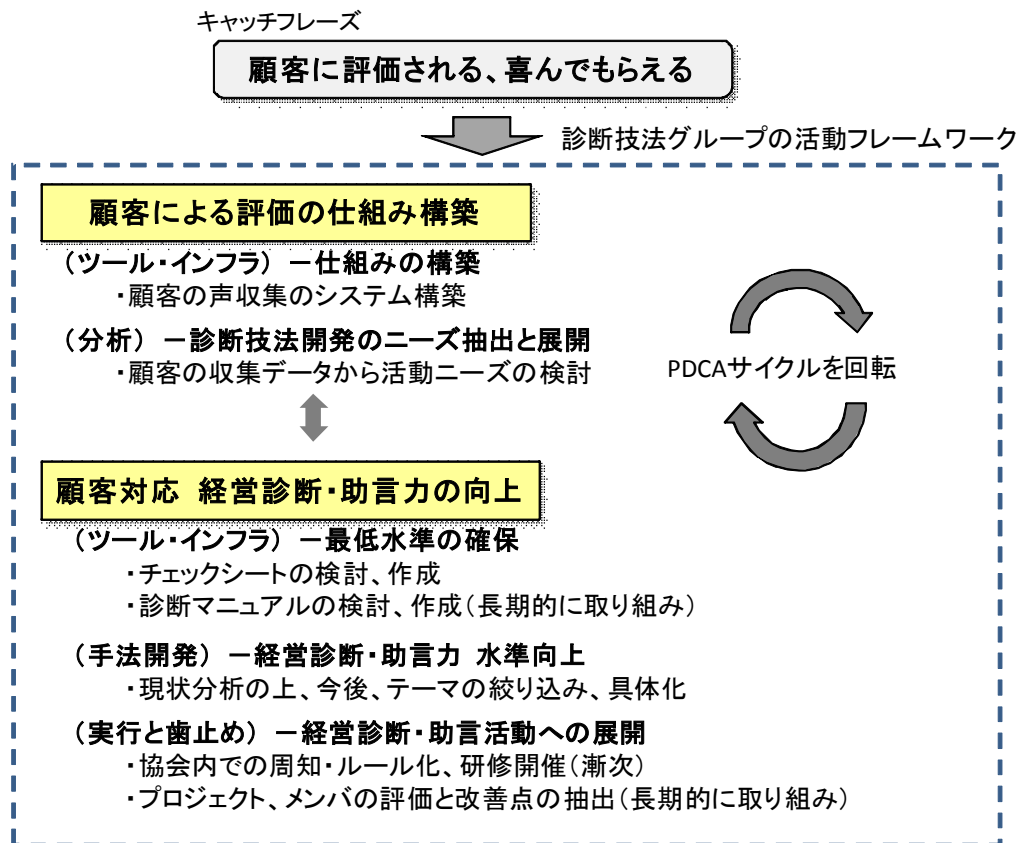 キャッチフレーズ
顧客に評価される、喜んでもらえる
診断技法グループの活動フレームワーク
顧客による評価の仕組み構築
（ツール・インフラ） －仕組みの構築
・顧客の声収集のシステム構築
（分析） －診断技法開発のニーズ抽出と展開
・顧客の収集データから活動ニーズの検討
PDCAサイクルを回転
顧客対応 経営診断・助言力の向上
（ツール・インフラ） －最低水準の確保
・チェックシートの検討、作成
・診断マニュアルの検討、作成（長期的に取り組み）
（手法開発） －経営診断・助言力 水準向上
・現状分析の上、今後、テーマの絞り込み、具体化
（実行と歯止め） －経営診断・助言活動への展開
・協会内での周知・ルール化、研修開催（漸次）
・プロジェクト、メンバの評価と改善点の抽出（長期的に取り組み）